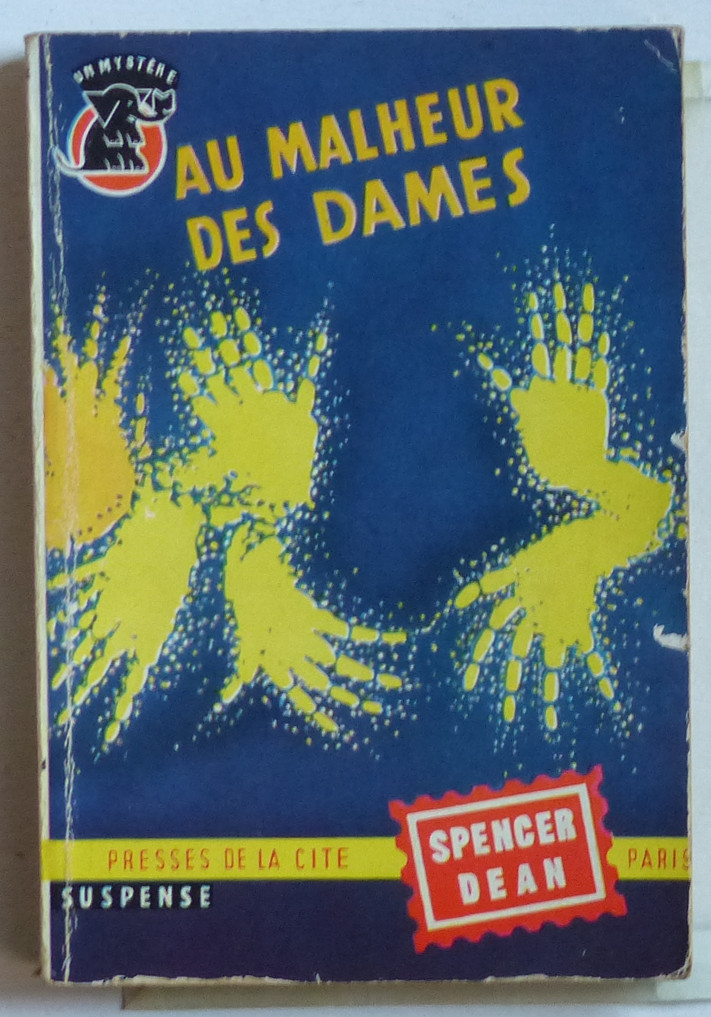 UN MYSTÈRE
AU MALHEUR
DES DAMES
SPENCER
DEAN
PRESSES DE LA CITE
PARIS
SUSPENSE